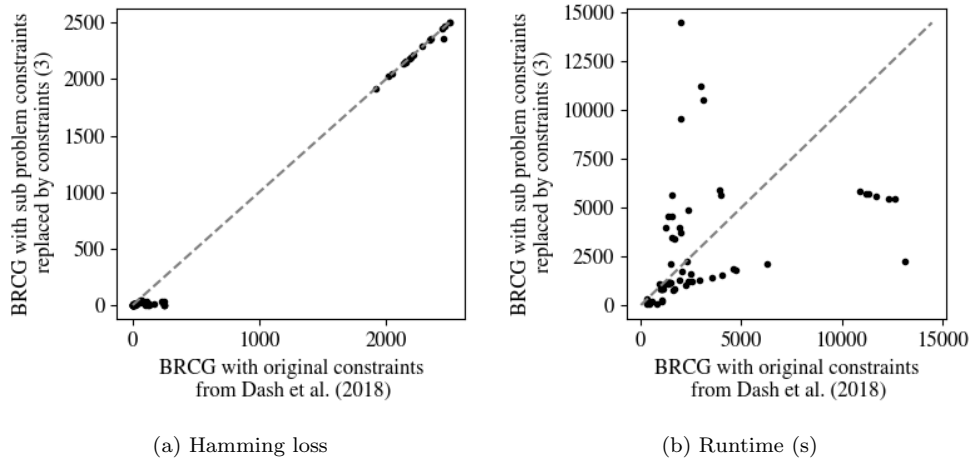 BRCG with sub problem constraints
replaced by constraints (3)
2500
2000
1500
1000
500
0
0
1000
2000
BRCG with original constraints
from Dash et al. (2018)
(a) Hamming loss
BRCG with sub problem constraints
replaced by constraints (3)
15000
12500
10000
7500
5000
2500
0
0
5000
10000
15000
BRCG with original constraints
from Dash et al. (2018)
(b) Runtime (s)